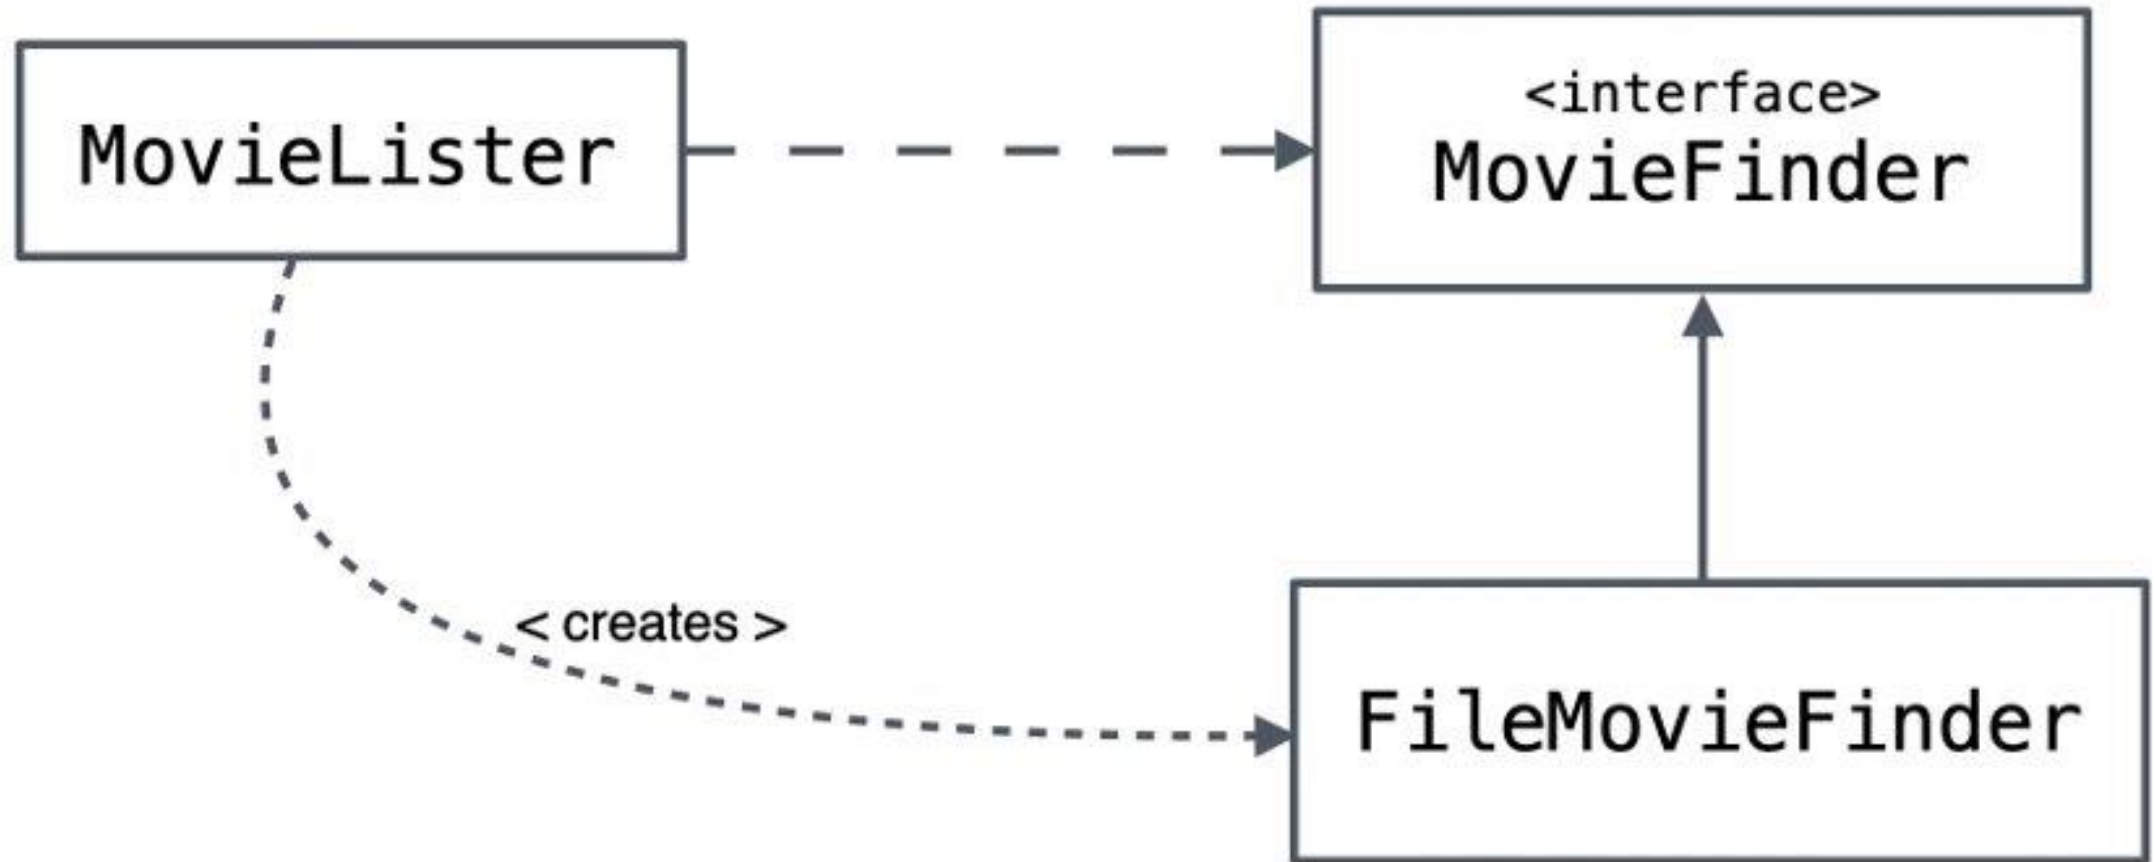 MovieLister
<interface>
MovieFinder
< creates >
FileMovieFinder